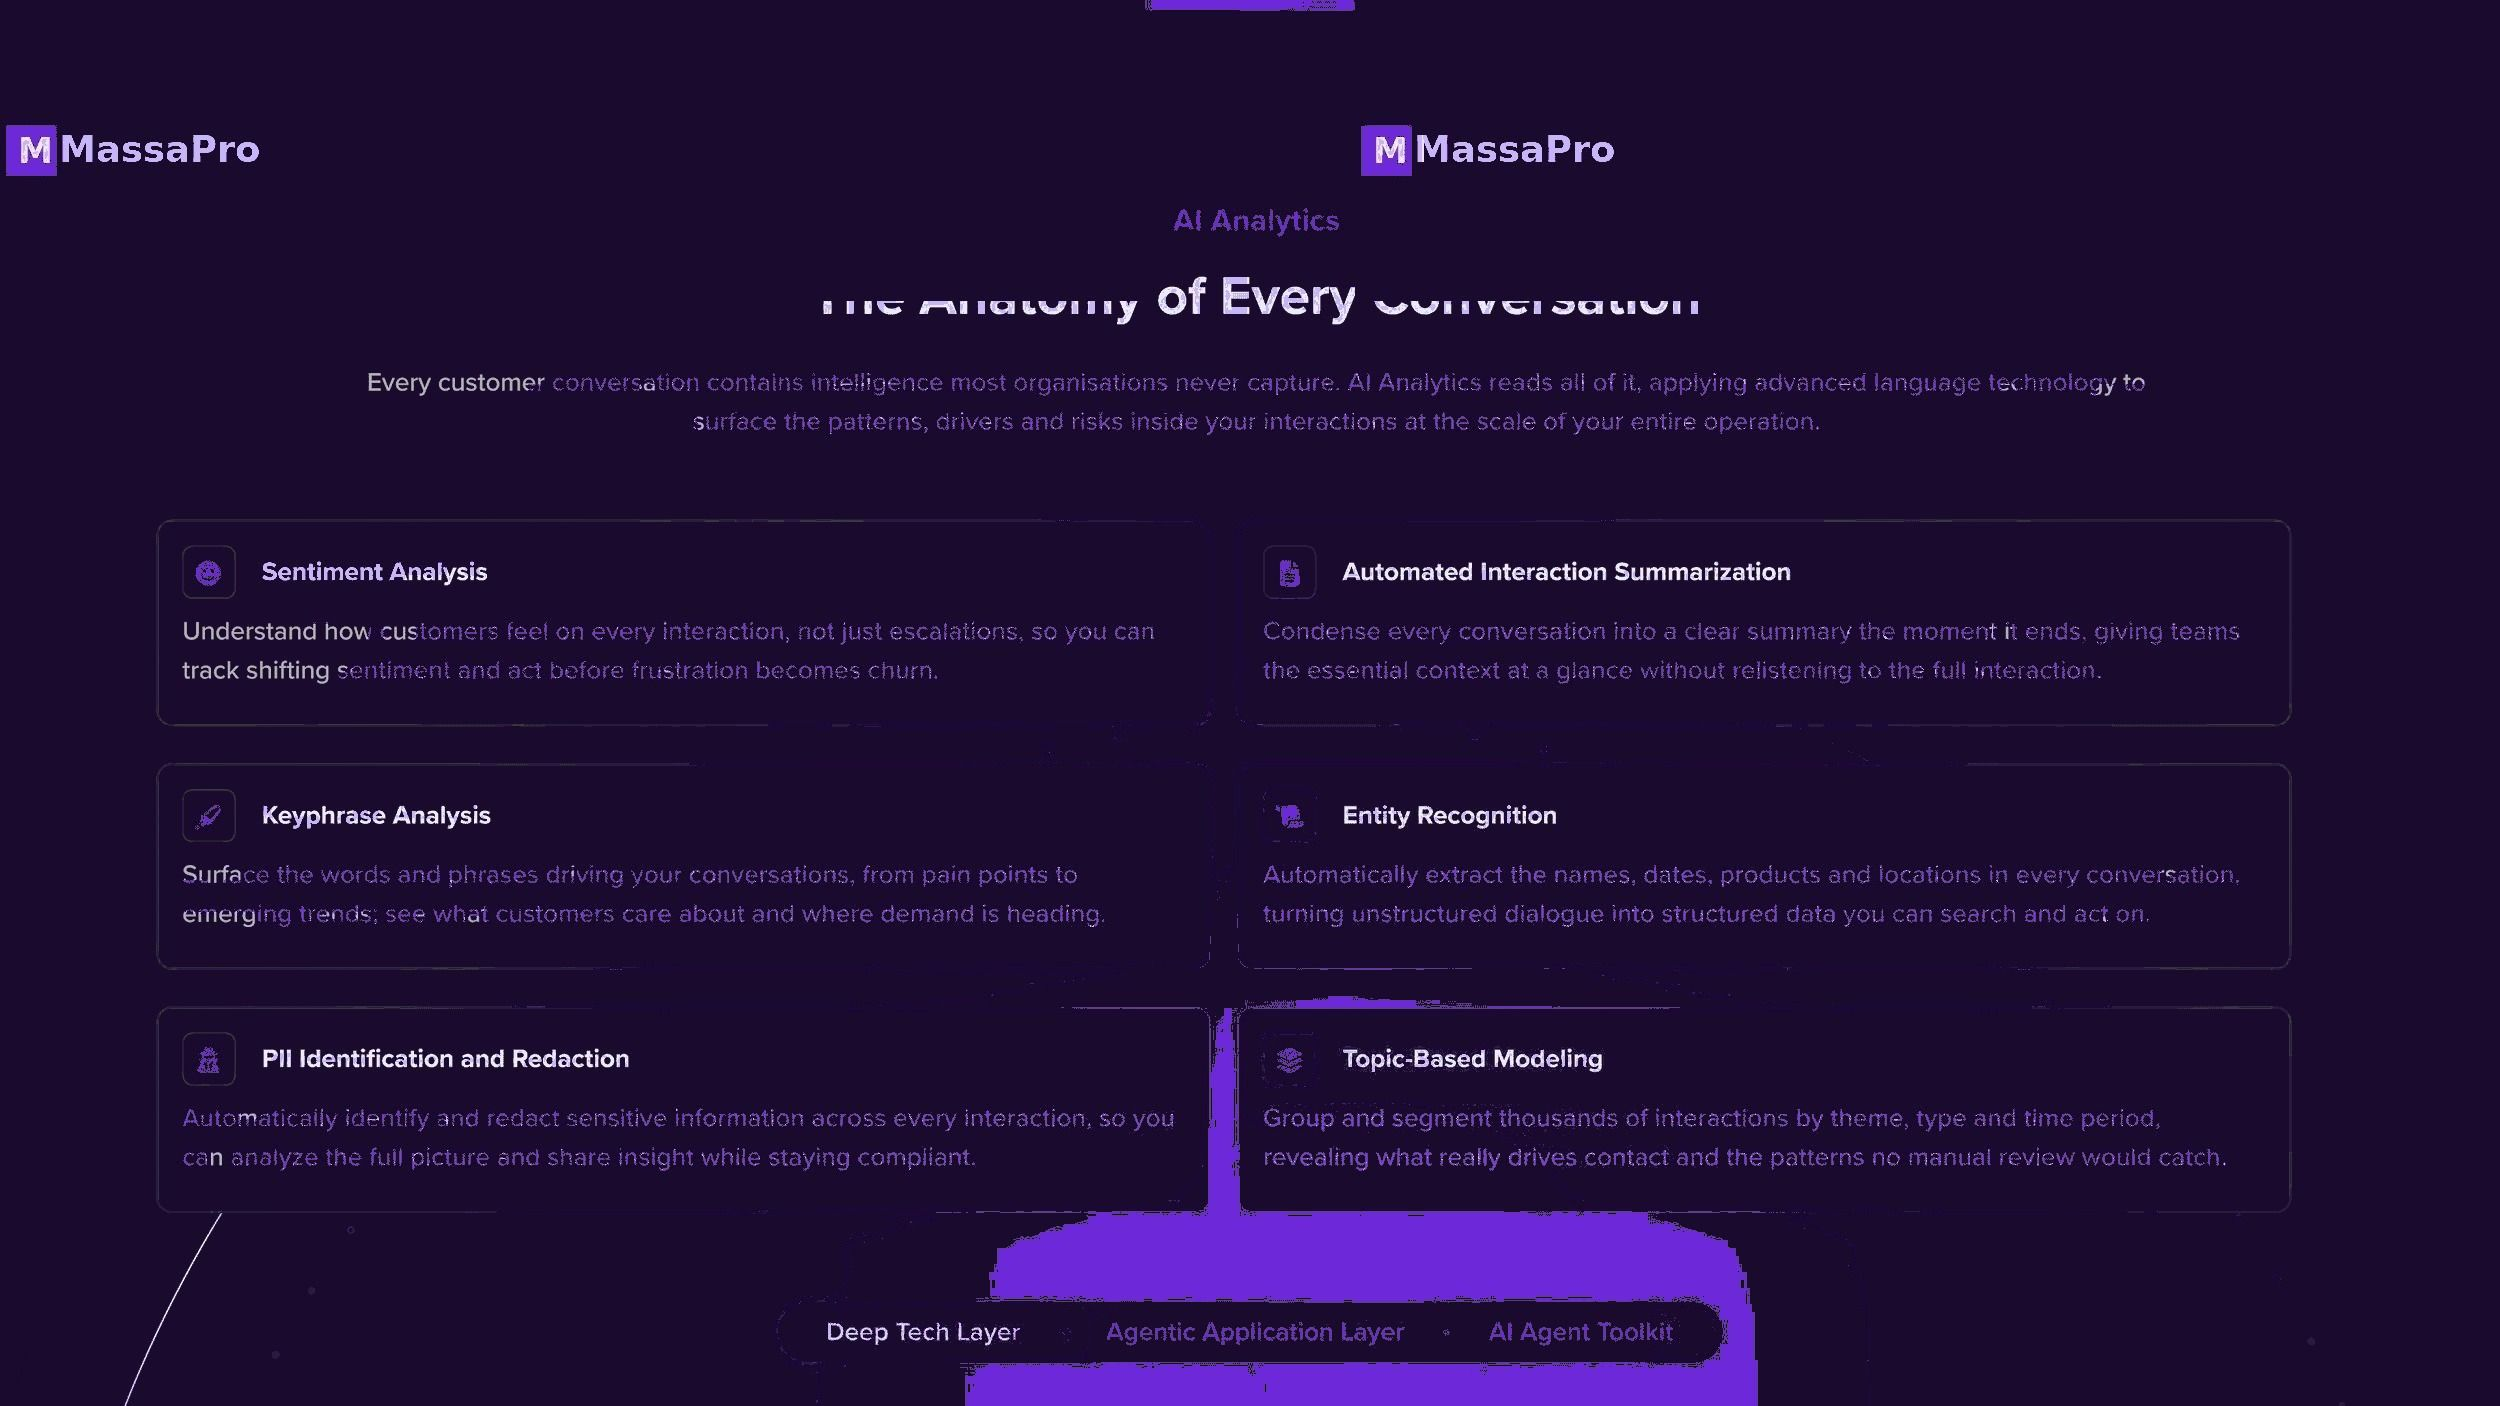 M MassaPro
M MassaPro
AI Analytics
The Anatomy of Every Conversation
Every customer conversation contains intelligence most organisations never capture. AI Analytics reads all of it, applying advanced language technology to
surface the patterns, drivers and risks inside your interactions at the scale of your entire operation.
Sentiment Analysis
Understand how customers feel on every interaction, not just escalations, so you can
track shifting sentiment and act before frustration becomes churn.
Automated Interaction Summarization
Condense every conversation into a clear summary the moment it ends, giving teams
the essential context at a glance without relistening to the full interaction.
Keyphrase Analysis
Surface the words and phrases driving your conversations, from pain points to
emerging trends; see what customers care about and where demand is heading.
Entity Recognition
Automatically extract the names, dates, products and locations in every conversation,
turning unstructured dialogue into structured data you can search and act on.
PII Identification and Redaction
Automatically identify and redact sensitive information across every interaction, so you
can analyze the full picture and share insight while staying compliant.
Topic-Based Modeling
Group and segment thousands of interactions by theme, type and time period,
revealing what really drives contact and the patterns no manual review would catch.
Deep Tech Layer
Agentic Application Layer
AI Agent Toolkit